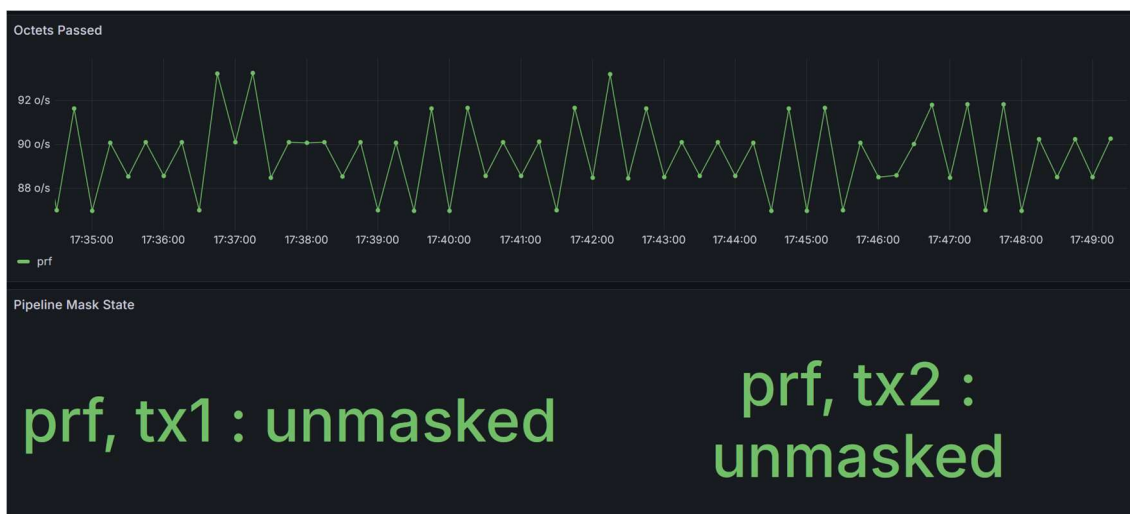 Octets Passed
92 o/s
90 o/s
88 o/s
17:35:00 17:36:00 17:37:00 17:38:00 17:39:00 17:40:00 17:41:00 17:42:00 17:43:00 17:44:00 17:45:00 17:46:00 17:47:00 17:48:00 17:49:00
prf
Pipeline Mask State
prf, tx1 : unmasked
prf, tx2 :
unmasked